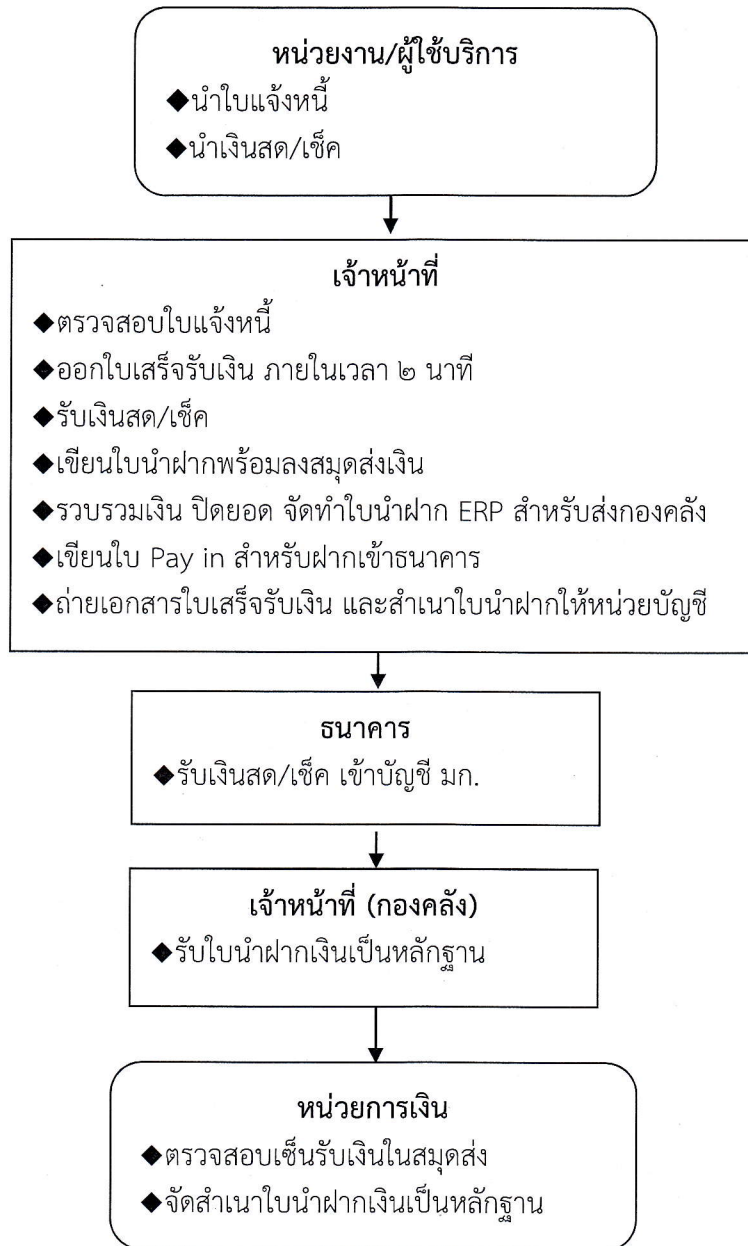 หน่วยงาน/ผู้ใช้บริการ
◆นำใบแจ้งหนี้
◆นำเงินสด/เช็ค
เจ้าหน้าที่
◆ตรวจสอบใบแจ้งหนี้
◆ออกใบเสร็จรับเงิน ภายในเวลา ๒ นาที
◆รับเงินสด/เช็ค
◆เขียนใบนำฝากพร้อมลงสมุดส่งเงิน
◆รวบรวมเงิน ปิดยอด จัดทำใบนำฝาก ERP สำหรับส่งกองคลัง
◆เขียนใบ Pay in สำหรับฝากเข้าธนาคาร
◆ถ่ายเอกสารใบเสร็จรับเงิน และสำเนาใบนำฝากให้หน่วยบัญชี
ธนาคาร
◆รับเงินสด/เช็ค เข้าบัญชี มก.
เจ้าหน้าที่ (กองคลัง)
◆รับใบนำฝากเงินเป็นหลักฐาน
หน่วยการเงิน
◆ตรวจสอบเซ็นรับเงินในสมุดส่ง
◆จัดสำเนาใบนำฝากเงินเป็นหลักฐาน